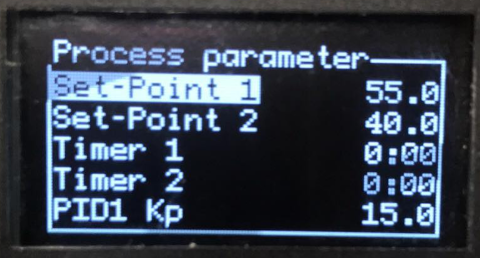 Process parameter
Set-Point 1 55.0
Set-Point 2 40.0
Timer 1 0:00
Timer 2 0:00
PID1 Kp 15.0